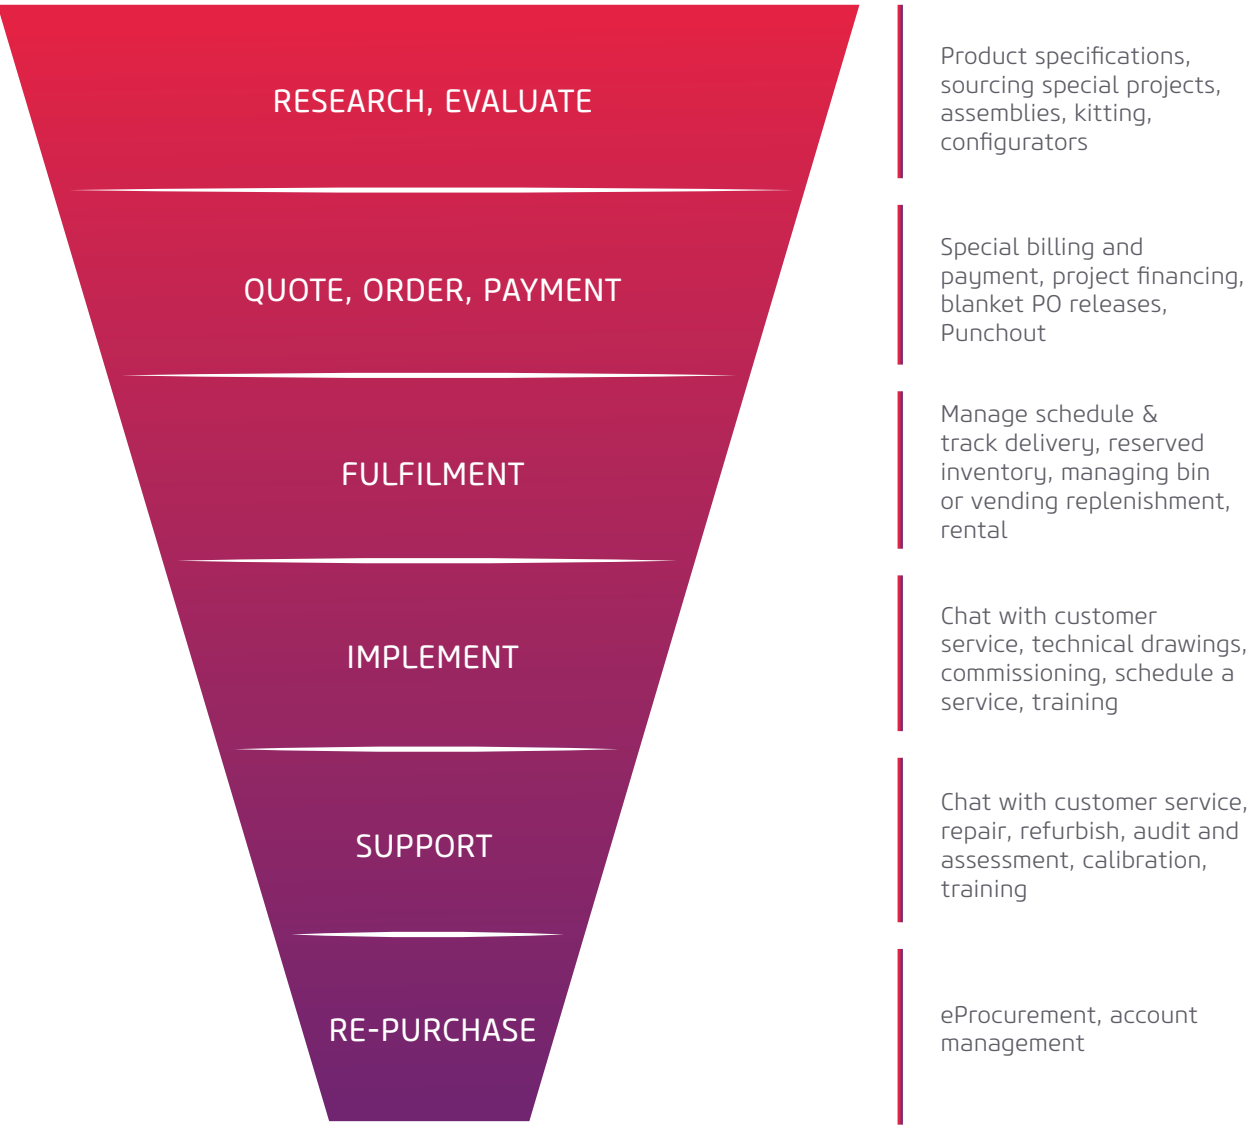 RESEARCH, EVALUATE
Product specifications,
sourcing special projects,
assemblies, kitting,
configurators
QUOTE, ORDER, PAYMENT
Special billing and
payment, project financing,
blanket PO releases,
Punchout
FULFILMENT
Manage schedule &
track delivery, reserved
inventory, managing bin
or vending replenishment,
rental
IMPLEMENT
Chat with customer
service, technical drawings,
commissioning, schedule a
service, training
SUPPORT
Chat with customer service,
repair, refurbish, audit and
assessment, calibration,
training
RE-PURCHASE
eProcurement, account
management